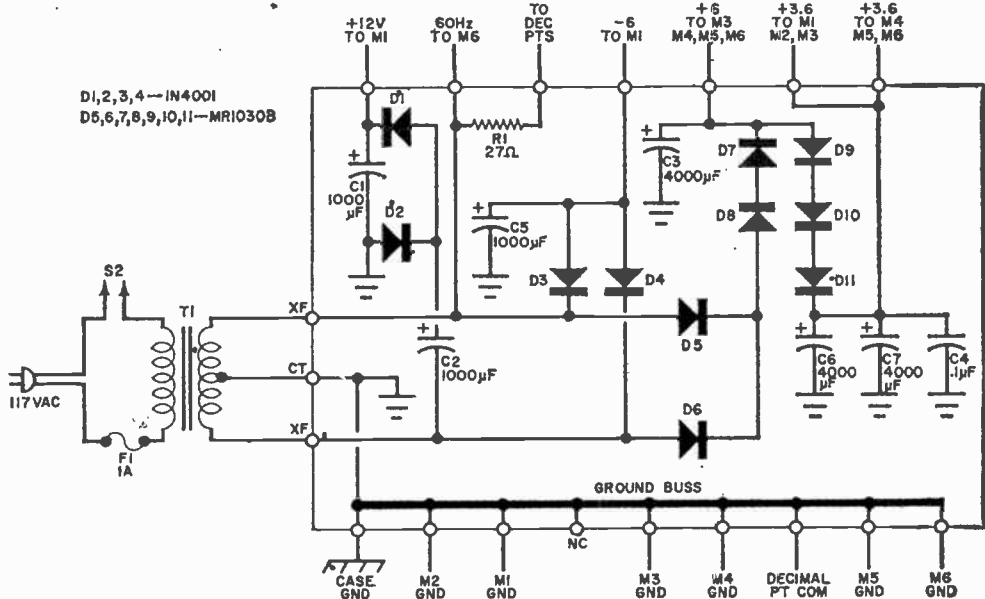 +12V
TO M1
60Hz
TO M6
TO
DEC
PTS
-6
TO M1
+6
TO M3
M4,M5,M6
+3.6
TO M1
M2,M3
+3.6
TO M4
M5,M6
D1,2,3,4—1N4001
D5,6,7,8,9,10,11—MR1030B
D1
R1
27Ω
+
C3
4000µF
D7
D9
+
C1
1000
µF
D2
+
C5
1000µF
D8
D10
S2
D3
D4
D11
T1
XF
D5
+
C2
1000µF
+
C6
4000
µF
+
C7
4000
µF
C4
.1µF
CT
117VAC
D6
XF
F1
1A
GROUND BUSS
NC
CASE
GND
M2
GND
M1
GND
M3
GND
M4
GND
DECIMAL
PT COM
M5
GND
M6
GND